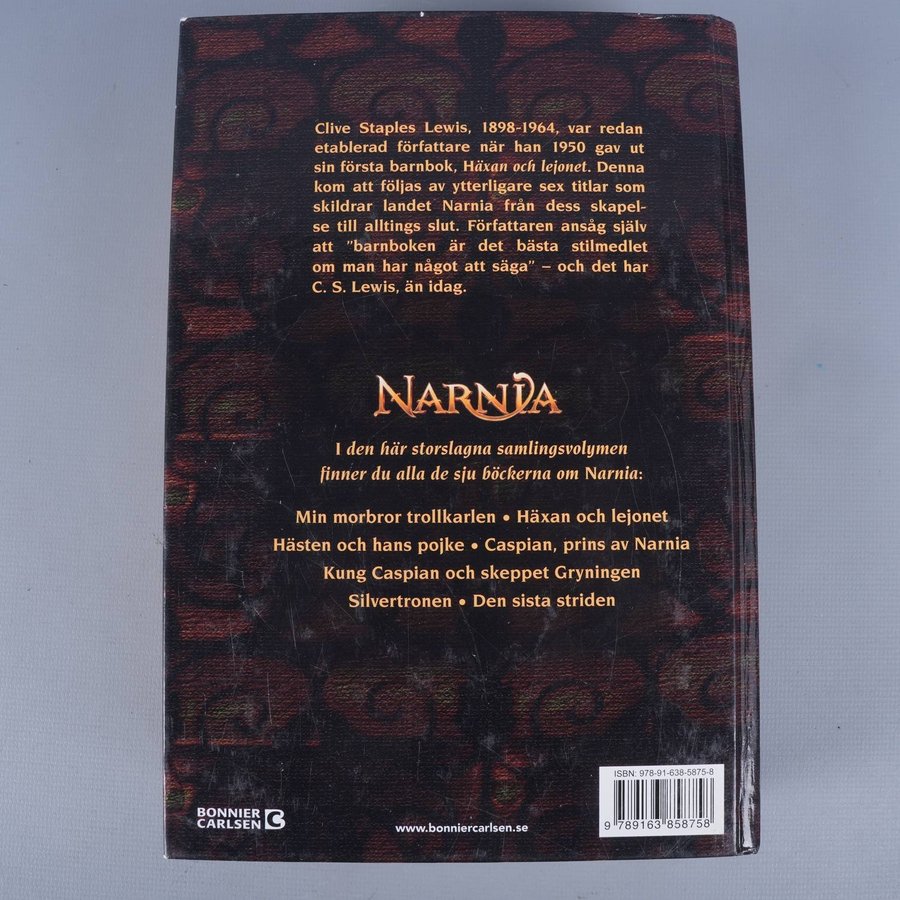 Clive Staples Lewis, 1898-1964, var redan
etablerad författare när han 1950 gav ut
sin första barnbok, Häxan och lejonet. Denna
kom att följas av ytterligare sex titlar som
skildrar landet Narnia från dess skapel-
se till alltings slut. Författaren ansåg själv
att ”barnboken är det bästa stilmedlet
om man har något att säga” – och det har
C. S. Lewis, än idag.
NARNIA
I den här storslagna samlingsvolymen
finner du alla de sju böckerna om Narnia:
Min morbror trollkarlen • Häxan och lejonet
Hästen och hans pojke • Caspian, prins av Narnia
Kung Caspian och skeppet Gryningen
Silvertronen • Den sista striden
ISBN: 978-91-638-5875-8
9 789163 858758
BONNIER
CARLSEN
www.bonniercarlsen.se